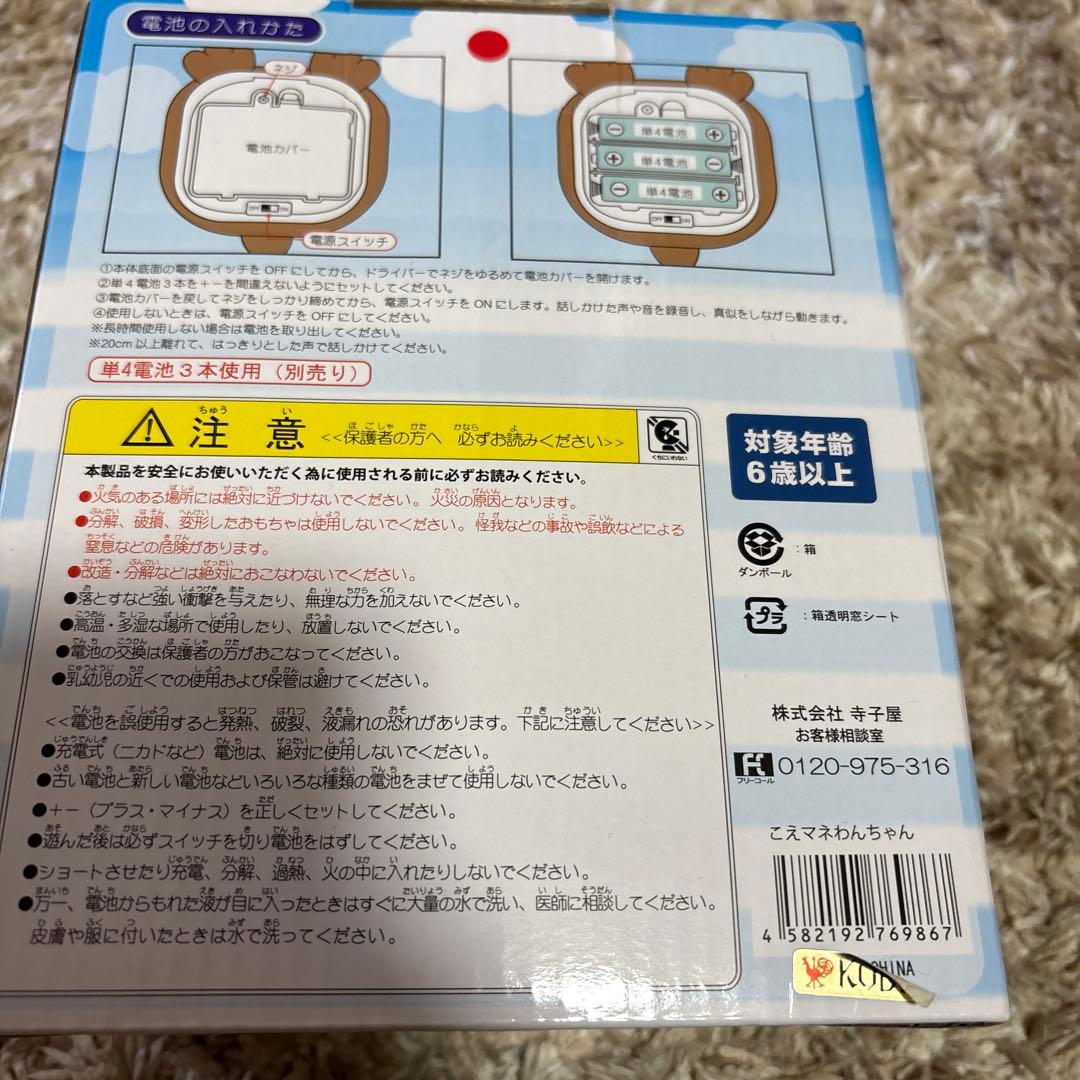 電池の入れかた
ネジ
電池カバー
OFF ON
電源スイッチ
単4電池
単4電池
単4電池
OFF ON
①本体底面の電源スイッチをOFFにしてから、ドライバーでネジをゆるめて電池カバーを開けます。
②単4電池3本を+-を間違えないようにセットしてください。
③電池カバーを戻してネジをしっかり締めてから、電源スイッチをONにします。話しかけた声や音を録音し、真似をしながら動きます。
④使用しないときは、電源スイッチをOFFにしてください。
※長時間使用しない場合は電池を取り出してください。
※20cm以上離れて、はっきりとした声で話しかけてください。
単4電池3本使用(別売り)
注意 <<保護者の方へ 必ずお読みください>>
くちにいれない
本製品を安全にお使いいただく為に使用される前に必ずお読みください。
●火気のある場所には絶対に近づけないでください。火災の原因となります。
●分解、破損、変形したおもちゃは使用しないでください。怪我などの事故や誤飲などによる
窒息などの危険があります。
●改造・分解などは絶対におこなわないでください。
●落とすなど強い衝撃を与えたり、無理な力を加えないでください。
●高温・多湿な場所で使用したり、放置しないでください。
●電池の交換は保護者の方がおこなってください。
●乳幼児の近くでの使用および保管は避けてください。
<<電池を誤使用すると発熱、破裂、液漏れの恐れがあります。下記に注意してください>>
●充電式(ニカドなど)電池は、絶対に使用しないでください。
●古い電池と新しい電池などいろいろな種類の電池をまぜて使用しないでください。
●+-(プラス・マイナス)を正しくセットしてください。
●遊んだ後は必ずスイッチを切り電池をはずしてください。
●ショートさせたり充電、分解、過熱、火の中に入れたりしないでください。
●万一、電池からもれた液が目に入ったときはすぐに大量の水で洗い、医師に相談してください。
皮膚や服に付いたときは水で洗ってください。
対象年齢
6歳以上
ダンボール
:箱
プラ
:箱透明窓シート
株式会社 寺子屋
お客様相談室
フリーコール 0120-975-316
こえマネわんちゃん
4 582192 769867
CHINA